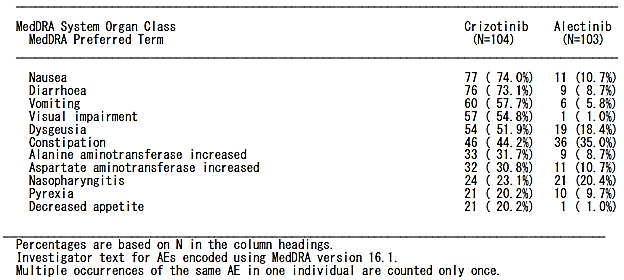 MedDRA System Organ Class Crizotinib Alectinib
MedDRA Preferred Term (N=104) (N=103)
Nausea 77 ( 74.0%) 11 (10.7%)
Diarrhoea 76 ( 73.1%) 9 ( 8.7%)
Vomiting 60 ( 57.7%) 6 ( 5.8%)
Visual impairment 57 ( 54.8%) 1 ( 1.0%)
Dysgeusia 54 ( 51.9%) 19 (18.4%)
Constipation 46 ( 44.2%) 36 (35.0%)
Alanine aminotransferase increased 33 ( 31.7%) 9 ( 8.7%)
Aspartate aminotransferase increased 32 ( 30.8%) 11 (10.7%)
Nasopharyngitis 24 ( 23.1%) 21 (20.4%)
Pyrexia 21 ( 20.2%) 10 ( 9.7%)
Decreased appetite 21 ( 20.2%) 1 ( 1.0%)
Percentages are based on N in the column headings.
Investigator text for AEs encoded using MedDRA version 16.1.
Multiple occurrences of the same AE in one individual are counted only once.